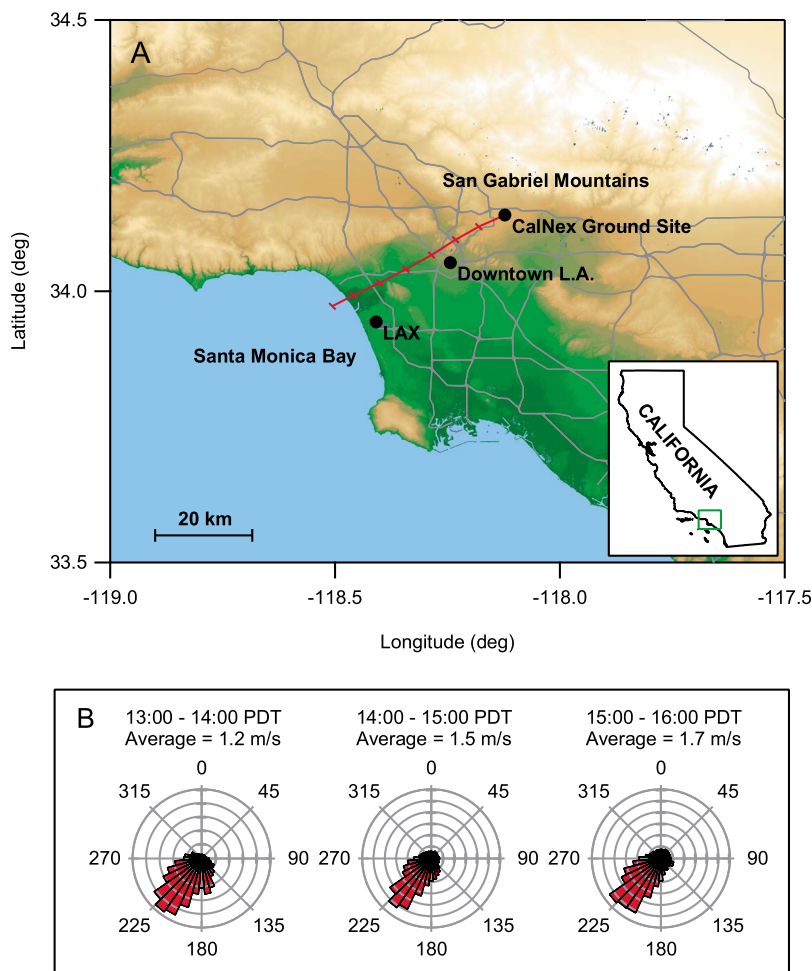 34.5
A
San Gabriel Mountains
CalNex Ground Site
Downtown L.A.
34.0
LAX
Santa Monica Bay
CALIFORNIA
20 km
33.5
-119.0
-118.5
-118.0
-117.5
Latitude (deg)
Longitude (deg)
B
13:00 - 14:00 PDT
Average = 1.2 m/s
0
315
45
270
90
225
135
180
14:00 - 15:00 PDT
Average = 1.5 m/s
0
315
45
270
90
225
135
180
15:00 - 16:00 PDT
Average = 1.7 m/s
0
315
45
270
90
225
135
180